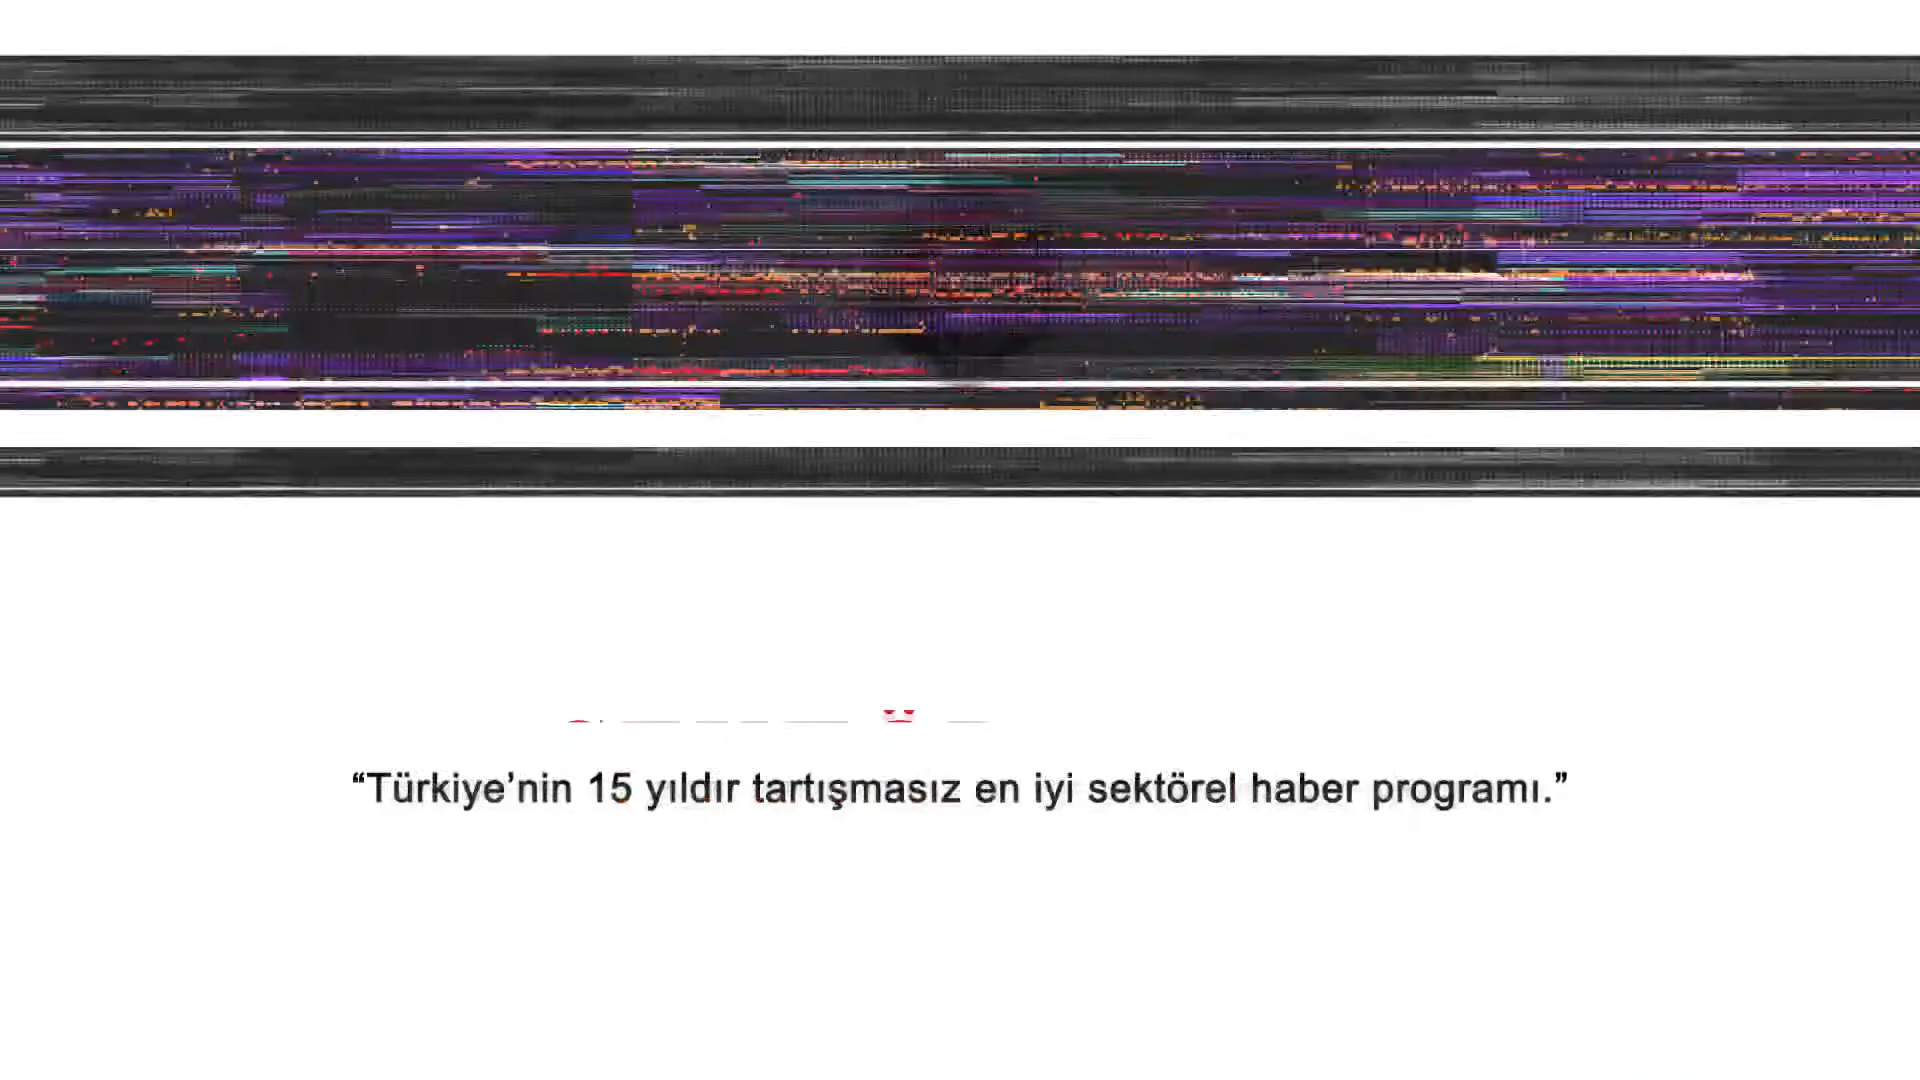 “Türkiye’nin 15 yıldır tartışmasız en iyi sektörel haber programı.”